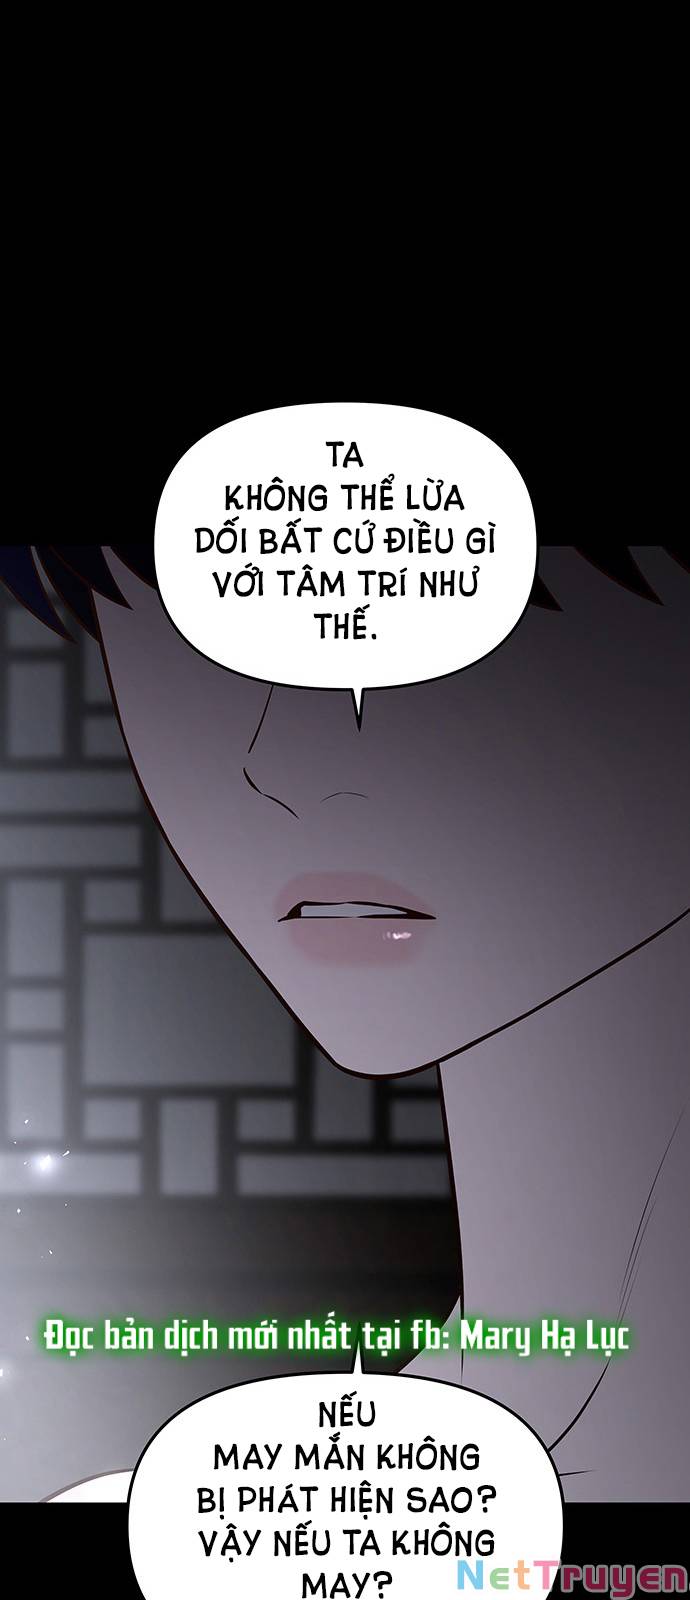 TA
KHÔNG THỂ LỪA
DỐI BẤT CỨ ĐIỀU GÌ
VỚI TÂM TRÍ NHƯ
THẾ.
Đọc bản dịch mới nhất tại fb: Mary Hạ Lục
NẾU
MAY MẮN KHÔNG
BỊ PHÁT HIỆN SAO?
VẬY NẾU TA KHÔNG
MAY?
NetTruyen